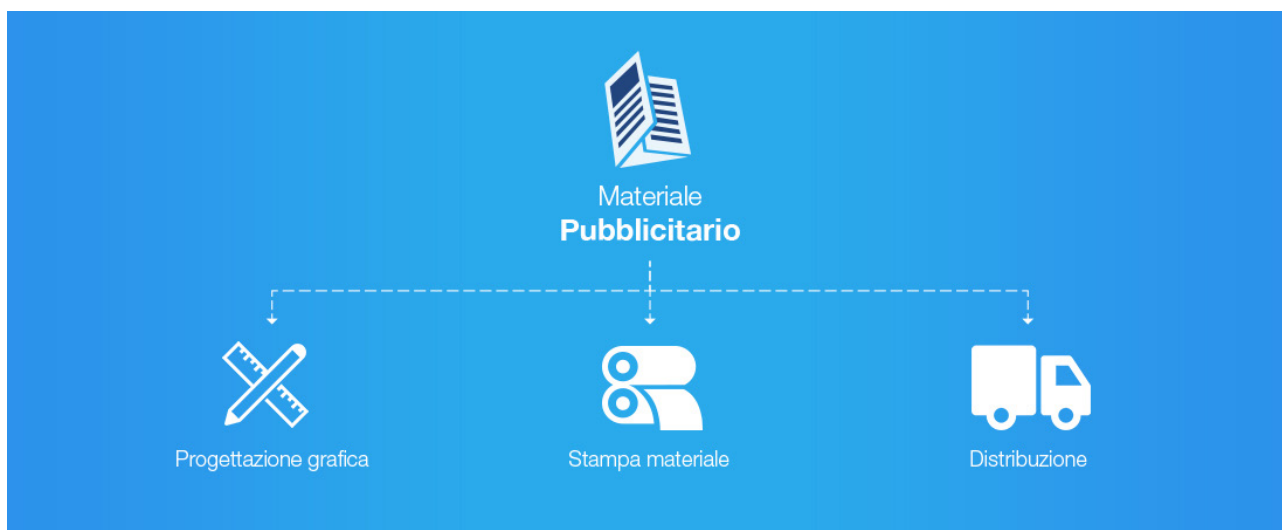 Materiale
Pubblicitario
Progettazione grafica
Stampa materiale
Distribuzione